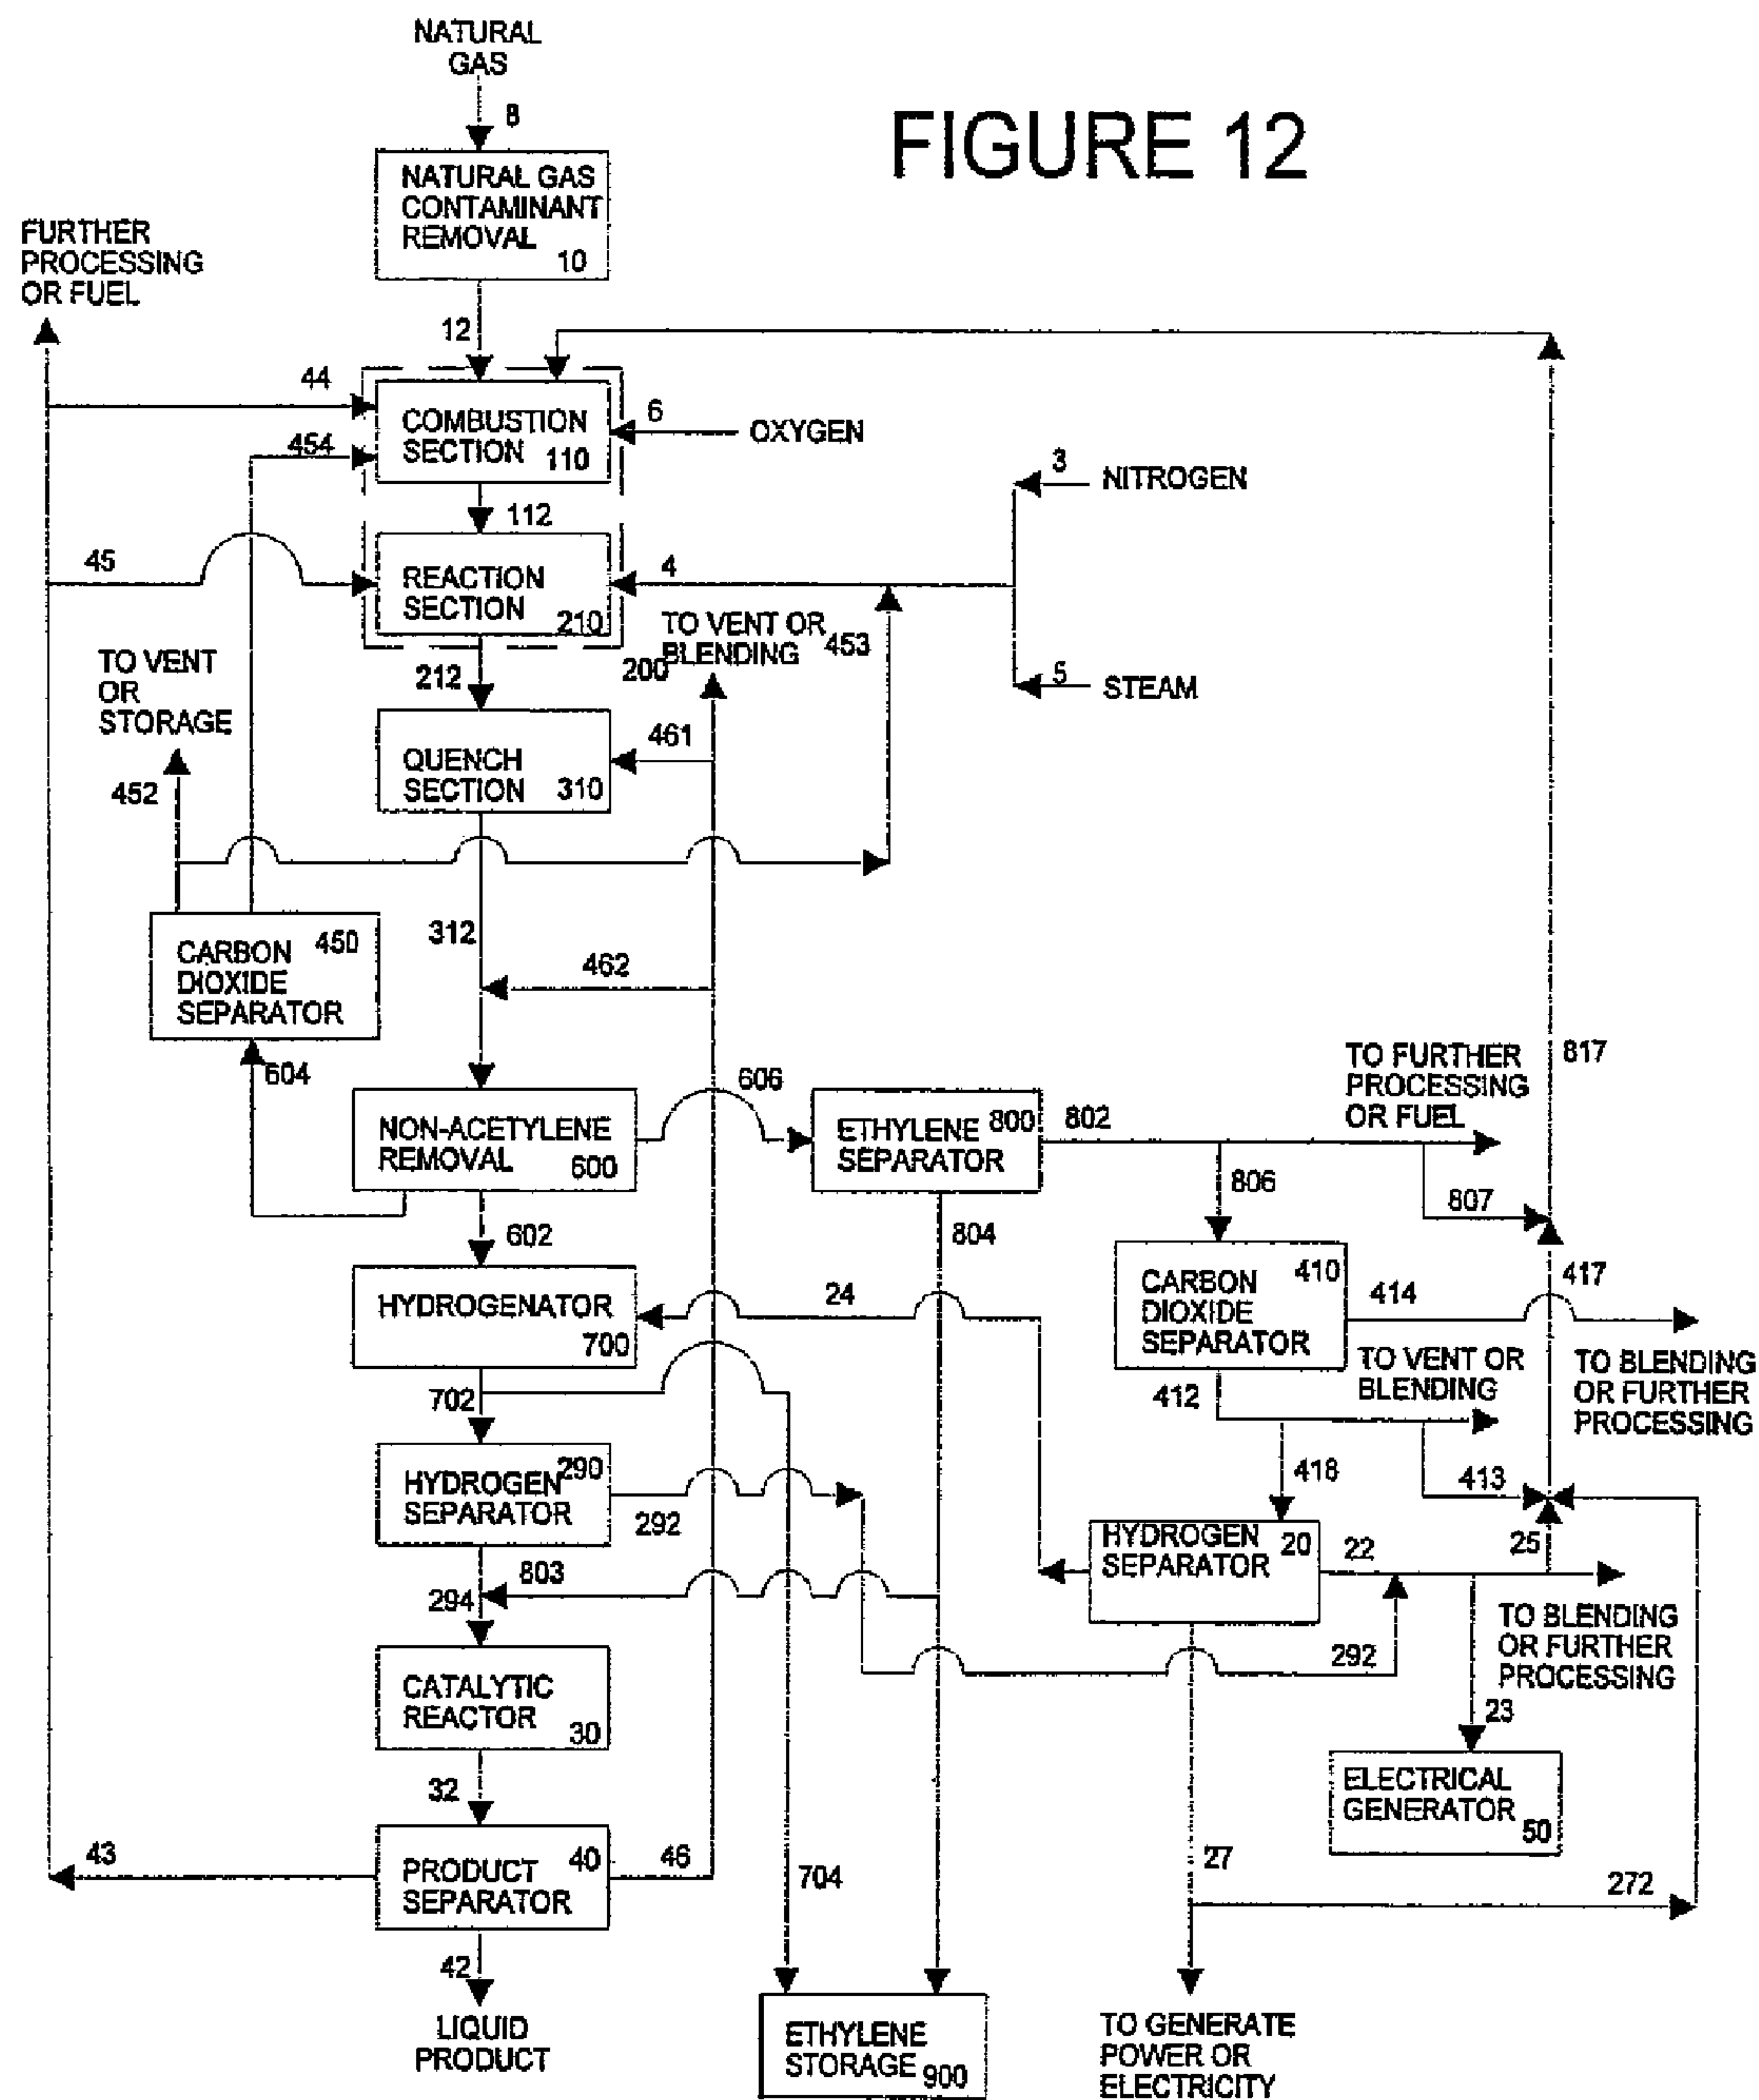 NATURAL
GAS
8
FIGURE 12
NATURAL GAS
CONTAMINANT
REMOVAL
10
FURTHER
PROCESSING
OR FUEL
12
44
COMBUSTION
SECTION
110
6
OXYGEN
454
3
NITROGEN
112
45
REACTION
SECTION
210
4
TO VENT OR
BLENDING
453
200
5
STEAM
TO VENT
OR
STORAGE
212
QUENCH
SECTION
310
461
452
CARBON
DIOXIDE
SEPARATOR
450
312
462
604
NON-ACETYLENE
REMOVAL
600
606
ETHYLENE
SEPARATOR
800
802
TO FURTHER
PROCESSING
OR FUEL
817
806
807
602
804
HYDROGENATOR
700
24
CARBON
DIOXIDE
SEPARATOR
410
414
417
702
412
TO VENT OR
BLENDING
TO BLENDING
OR FURTHER
PROCESSING
HYDROGEN
SEPARATOR
290
292
418
413
HYDROGEN
SEPARATOR
20
22
25
803
294
292
TO BLENDING
OR FURTHER
PROCESSING
CATALYTIC
REACTOR
30
23
32
ELECTRICAL
GENERATOR
50
43
PRODUCT
SEPARATOR
40
46
704
27
272
42
LIQUID
PRODUCT
ETHYLENE
STORAGE
900
TO GENERATE
POWER OR
ELECTRICITY